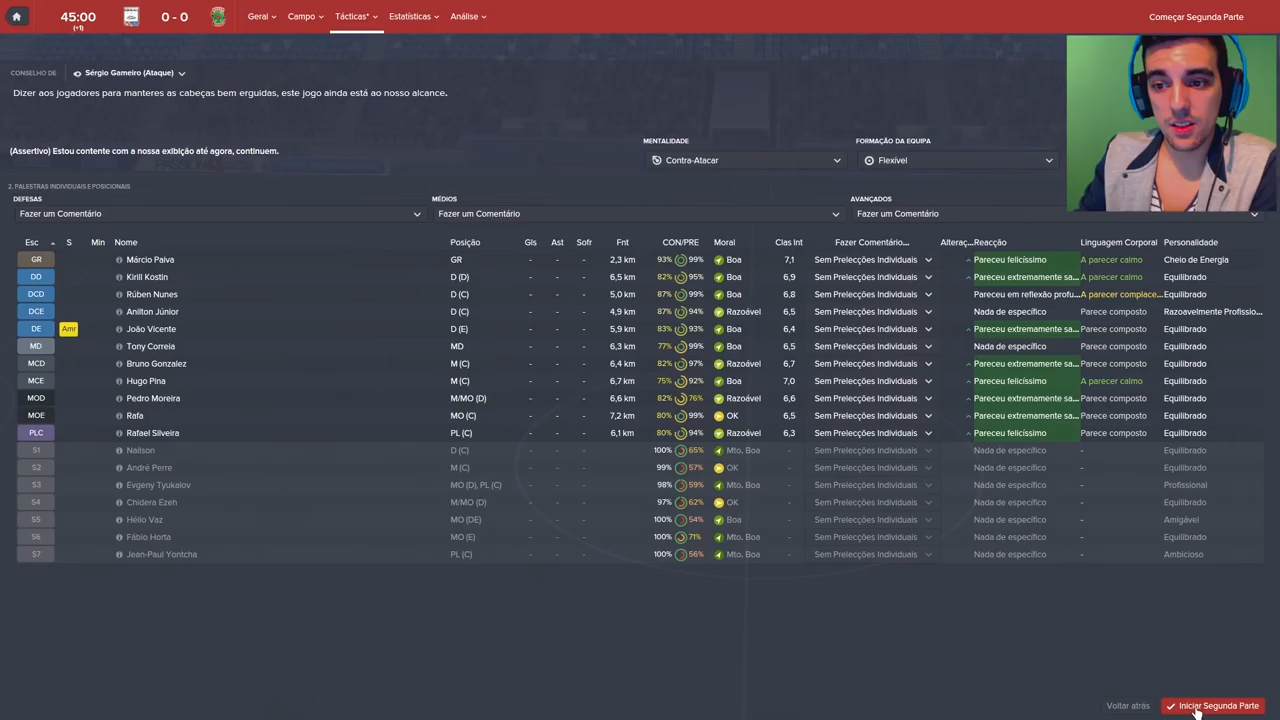 45:00
(+1)
0 - 0
Geral
Campo
Tácticas*
Estatísticas
Análise
Começar Segunda Parte
CONSELHO DE
Sérgio Gameiro (Ataque)
Dizer aos jogadores para manteres as cabeças bem erguidas, este jogo ainda está ao nosso alcance.
(Assertivo) Estou contente com a nossa exibição até agora, continuem.
MENTALIDADE
FORMAÇÃO DA EQUIPA
Contra-Atacar
Flexível
2. PALESTRAS INDIVIDUAIS E POSICIONAIS
DEFESAS MÉDIOS AVANÇADOS
Fazer um Comentário Fazer um Comentário Fazer um Comentário
Esc S Min Nome Posição Gls Ast Sofr Fnt CON/PRE Moral Clas Int Fazer Comentário... Alteraç... Reacção Linguagem Corporal Personalidade
GR Márcio Paiva GR - - - 2,3 km 93% 99% Boa 7,1 Sem Prelecções Individuais Pareceu felicíssimo A parecer calmo Cheio de Energia
DD Kirill Kostin D (D) - - - 6,5 km 82% 95% Boa 6,9 Sem Prelecções Individuais Pareceu extremamente sa... A parecer calmo Equilibrado
DCD Rúben Nunes D (C) - - - 5,0 km 87% 99% Boa 6,8 Sem Prelecções Individuais Pareceu em reflexão profu... A parecer complace... Equilibrado
DCE Anilton Júnior D (C) - - - 4,9 km 87% 94% Razoável 6,5 Sem Prelecções Individuais Nada de específico Parece composto Razoavelmente Profissio...
DE Amr João Vicente D (E) - - - 5,9 km 83% 93% Boa 6,4 Sem Prelecções Individuais Pareceu extremamente sa... Parece composto Equilibrado
MD Tony Correia MD - - - 6,3 km 77% 99% Boa 6,5 Sem Prelecções Individuais Nada de específico Parece composto Equilibrado
MCD Bruno Gonzalez M (C) - - - 6,4 km 82% 97% Razoável 6,7 Sem Prelecções Individuais Pareceu extremamente sa... Parece composto Equilibrado
MCE Hugo Pina M (C) - - - 6,7 km 75% 92% Boa 7,0 Sem Prelecções Individuais Pareceu felicíssimo A parecer calmo Equilibrado
MOD Pedro Moreira M/MO (D) - - - 6,6 km 82% 76% Razoável 6,6 Sem Prelecções Individuais Pareceu extremamente sa... Parece composto Equilibrado
MOE Rafa MO (C) - - - 7,2 km 80% 99% OK 6,5 Sem Prelecções Individuais Pareceu extremamente sa... Parece composto Equilibrado
PLC Rafael Silveira PL (C) - - - 6,1 km 80% 94% Razoável 6,3 Sem Prelecções Individuais Pareceu felicíssimo Parece composto Equilibrado
S1 Nailson D (C) - - - 100% 65% Mto. Boa - Sem Prelecções Individuais Nada de específico - Equilibrado
S2 André Perre M (C) - - - 99% 57% OK - Sem Prelecções Individuais Nada de específico - Equilibrado
S3 Evgeny Tyukalov MO (D), PL (C) - - - 98% 59% Mto. Boa - Sem Prelecções Individuais Nada de específico - Profissional
S4 Chidera Ezeh M/MO (D) - - - 97% 62% OK - Sem Prelecções Individuais Nada de específico - Equilibrado
S5 Hélio Vaz MO (DE) - - - 100% 54% Boa - Sem Prelecções Individuais Nada de específico - Amigável
S6 Fábio Horta MO (E) - - - 100% 71% Mto. Boa - Sem Prelecções Individuais Nada de específico - Equilibrado
S7 Jean-Paul Yontcha PL (C) - - - 100% 56% Mto. Boa - Sem Prelecções Individuais Nada de específico - Ambicioso
Voltar atrás
Iniciar Segunda Parte